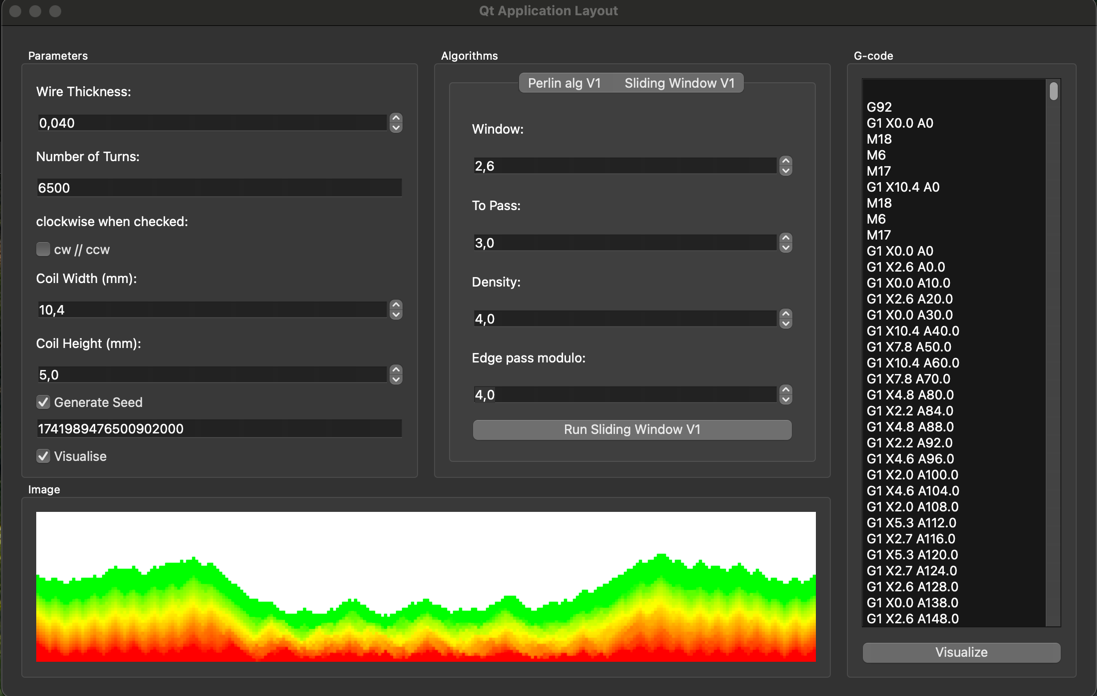 Qt Application Layout
Parameters
Wire Thickness:
0,040
Number of Turns:
6500
clockwise when checked:
cw // ccw
Coil Width (mm):
10,4
Coil Height (mm):
5,0
Generate Seed
1741989476500902000
Visualise
Algorithms
Perlin alg V1
Sliding Window V1
Window:
2,6
To Pass:
3,0
Density:
4,0
Edge pass modulo:
4,0
Run Sliding Window V1
Image
G-code
G92
G1 X0.0 A0
M18
M6
M17
G1 X10.4 A0
M18
M6
M17
G1 X0.0 A0
G1 X2.6 A0.0
G1 X0.0 A10.0
G1 X2.6 A20.0
G1 X0.0 A30.0
G1 X10.4 A40.0
G1 X7.8 A50.0
G1 X10.4 A60.0
G1 X7.8 A70.0
G1 X4.8 A80.0
G1 X2.2 A84.0
G1 X4.8 A88.0
G1 X2.2 A92.0
G1 X4.6 A96.0
G1 X2.0 A100.0
G1 X4.6 A104.0
G1 X2.0 A108.0
G1 X5.3 A112.0
G1 X2.7 A116.0
G1 X5.3 A120.0
G1 X2.7 A124.0
G1 X2.6 A128.0
G1 X0.0 A138.0
G1 X2.6 A148.0
Visualize